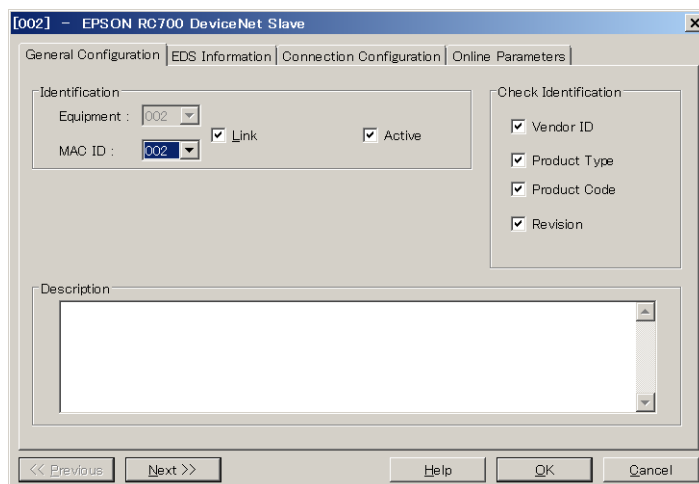 [002] - EPSON RC700 DeviceNet Slave
General Configuration EDS Information Connection Configuration Online Parameters
Identification
Equipment : 002
MAC ID : 002
Link
Active
Check Identification
Vendor ID
Product Type
Product Code
Revision
Description
<< Previous Next >> Help OK Cancel